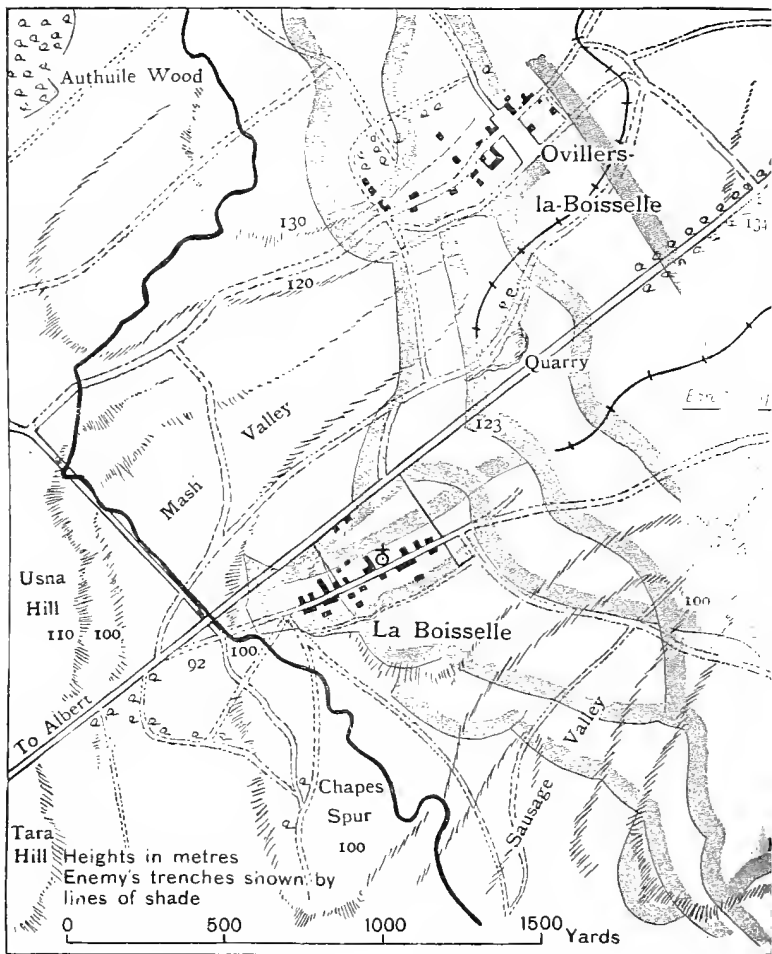 Authuile Wood
Ovillers-
la-Boisselle
130
134
120
Quarry
Valley
Mash
123
Usna
Hill
110 100
100
La Boisselle
100
92
To Albert
Valley
Sausage
Chapes
Spur
100
Tara
Hill
Heights in metres
Enemy's trenches shown by
lines of shade
0 500 1000 1500 Yards